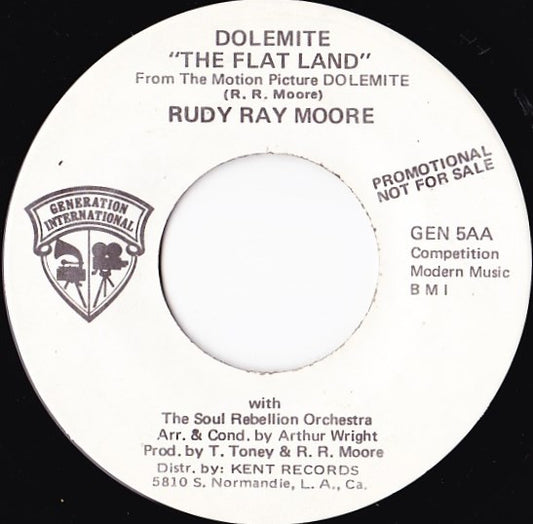 DOLEMITE
"THE FLAT LAND"
From The Motion Picture DOLEMITE
(R. R. Moore)
RUDY RAY MOORE
PROMOTIONAL
NOT FOR SALE
GENERATION
INTERNATIONAL
GEN 5AA
Competition
Modern Music
B M I
with
The Soul Rebellion Orchestra
Arr. & Cond. by Arthur Wright
Prod. by T. Toney & R. R. Moore
Distr. by: KENT RECORDS
5810 S. Normandie, L. A., Ca.